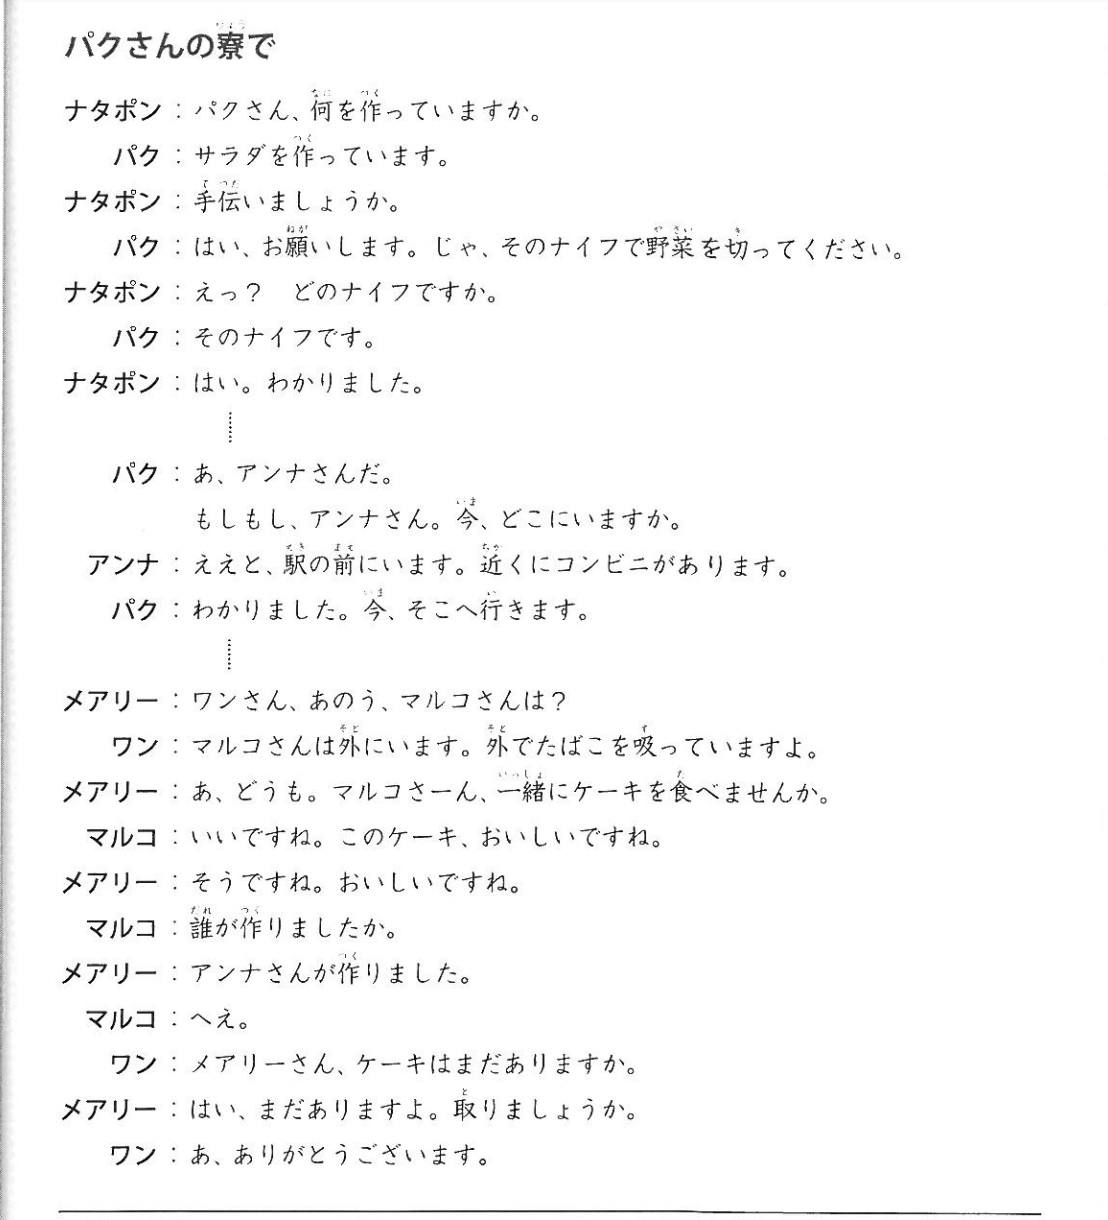 パクさんの寮で
ナタポン：パクさん、何を作っていますか。
パク：サラダを作っています。
ナタポン：手伝いましょうか。
パク：はい、お願いします。じゃ、そのナイフで野菜を切ってください。
ナタポン：えっ？　どのナイフですか。
パク：そのナイフです。
ナタポン：はい。わかりました。
パク：あ、アンナさんだ。
もしもし、アンナさん。今、どこにいますか。
アンナ：ええと、駅の前にいます。近くにコンビニがあります。
パク：わかりました。今、そこへ行きます。
メアリー：ワンさん、あのう、マルコさんは？
ワン：マルコさんは外にいます。外でたばこを吸っていますよ。
メアリー：あ、どうも。マルコさーん、一緒にケーキを食べませんか。
マルコ：いいですね。このケーキ、おいしいですね。
メアリー：そうですね。おいしいですね。
マルコ：誰が作りましたか。
メアリー：アンナさんが作りました。
マルコ：へえ。
ワン：メアリーさん、ケーキはまだありますか。
メアリー：はい、まだありますよ。取りましょうか。
ワン：あ、ありがとうございます。